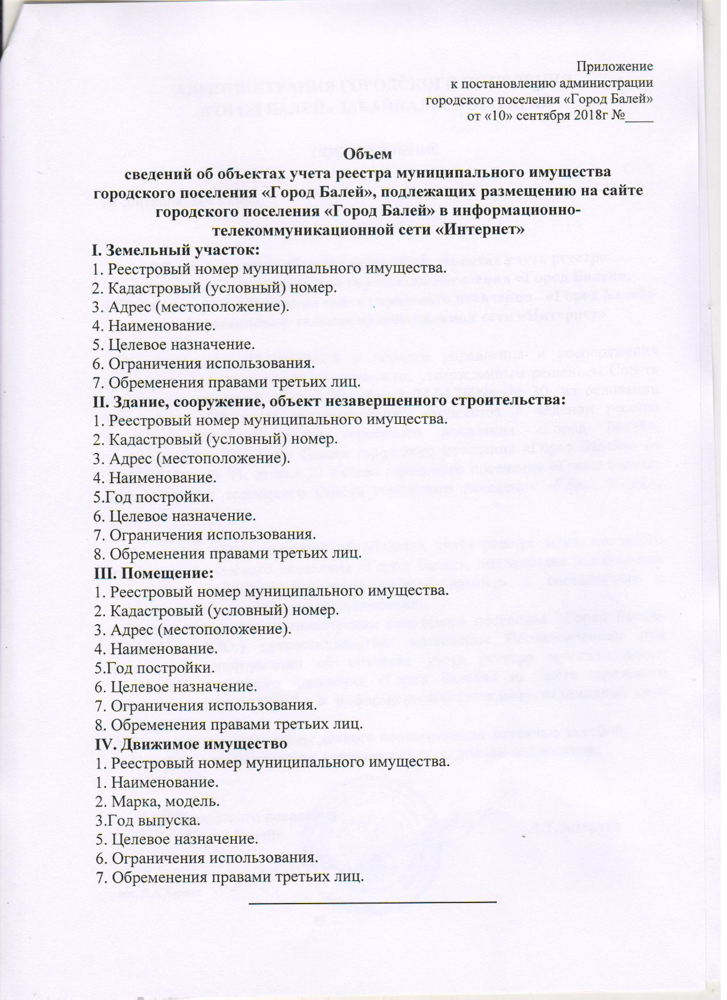 Приложение
к постановлению администрации
городского поселения «Город Балей»
от «10» сентября 2018г №____
Объем
сведений об объектах учета реестра муниципального имущества
городского поселения «Город Балей», подлежащих размещению на сайте
городского поселения «Город Балей» в информационно-
телекоммуникационной сети «Интернет»
I. Земельный участок:
1. Реестровый номер муниципального имущества.
2. Кадастровый (условный) номер.
3. Адрес (местоположение).
4. Наименование.
5. Целевое назначение.
6. Ограничения использования.
7. Обременения правами третьих лиц.
II. Здание, сооружение, объект незавершенного строительства:
1. Реестровый номер муниципального имущества.
2. Кадастровый (условный) номер.
3. Адрес (местоположение).
4. Наименование.
5.Год постройки.
6. Целевое назначение.
7. Ограничения использования.
8. Обременения правами третьих лиц.
III. Помещение:
1. Реестровый номер муниципального имущества.
2. Кадастровый (условный) номер.
3. Адрес (местоположение).
4. Наименование.
5.Год постройки.
6. Целевое назначение.
7. Ограничения использования.
8. Обременения правами третьих лиц.
IV. Движимое имущество
1. Реестровый номер муниципального имущества.
1. Наименование.
2. Марка, модель.
3.Год выпуска.
5. Целевое назначение.
6. Ограничения использования.
7. Обременения правами третьих лиц.